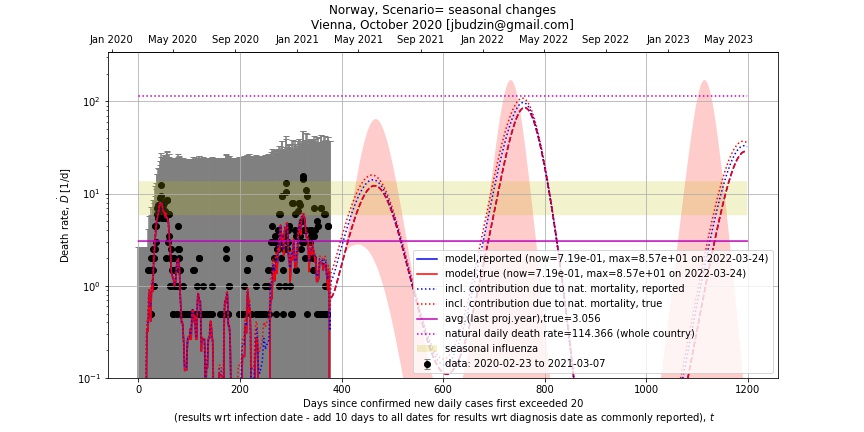 Norway, Scenario= seasonal changes
Vienna, October 2020 [jbudzin@gmail.com]
Jan 2020 May 2020 Sep 2020 Jan 2021 May 2021 Sep 2021 Jan 2022 May 2022 Sep 2022 Jan 2023 May 2023
Death rate, D [1/d]
10²
10¹
10⁰
10⁻¹
model,reported (now=7.19e-01, max=8.57e+01 on 2022-03-24)
model,true (now=7.19e-01, max=8.57e+01 on 2022-03-24)
incl. contribution due to nat. mortality, reported
incl. contribution due to nat. mortality, true
avg.(last proj.year),true=3.056
natural daily death rate=114.366 (whole country)
seasonal influenza
data: 2020-02-23 to 2021-03-07
0 200 400 600 800 1000 1200
Days since confirmed new daily cases first exceeded 20
(results wrt infection date - add 10 days to all dates for results wrt diagnosis date as commonly reported), t